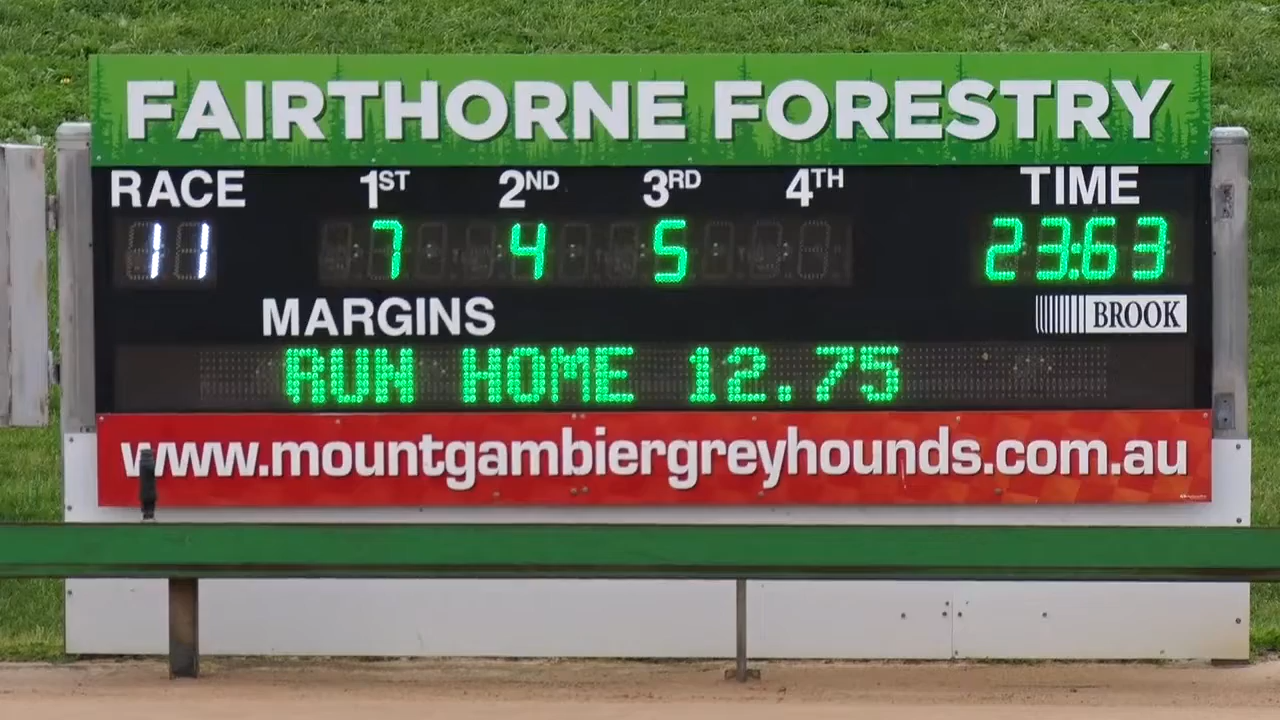 FAIRTHORNE FORESTRY
RACE 1ST 2ND 3RD 4TH TIME
11 7 4 5 23:63
MARGINS
BROOK
RUN HOME 12.75
www.mountgambiergreyhounds.com.au